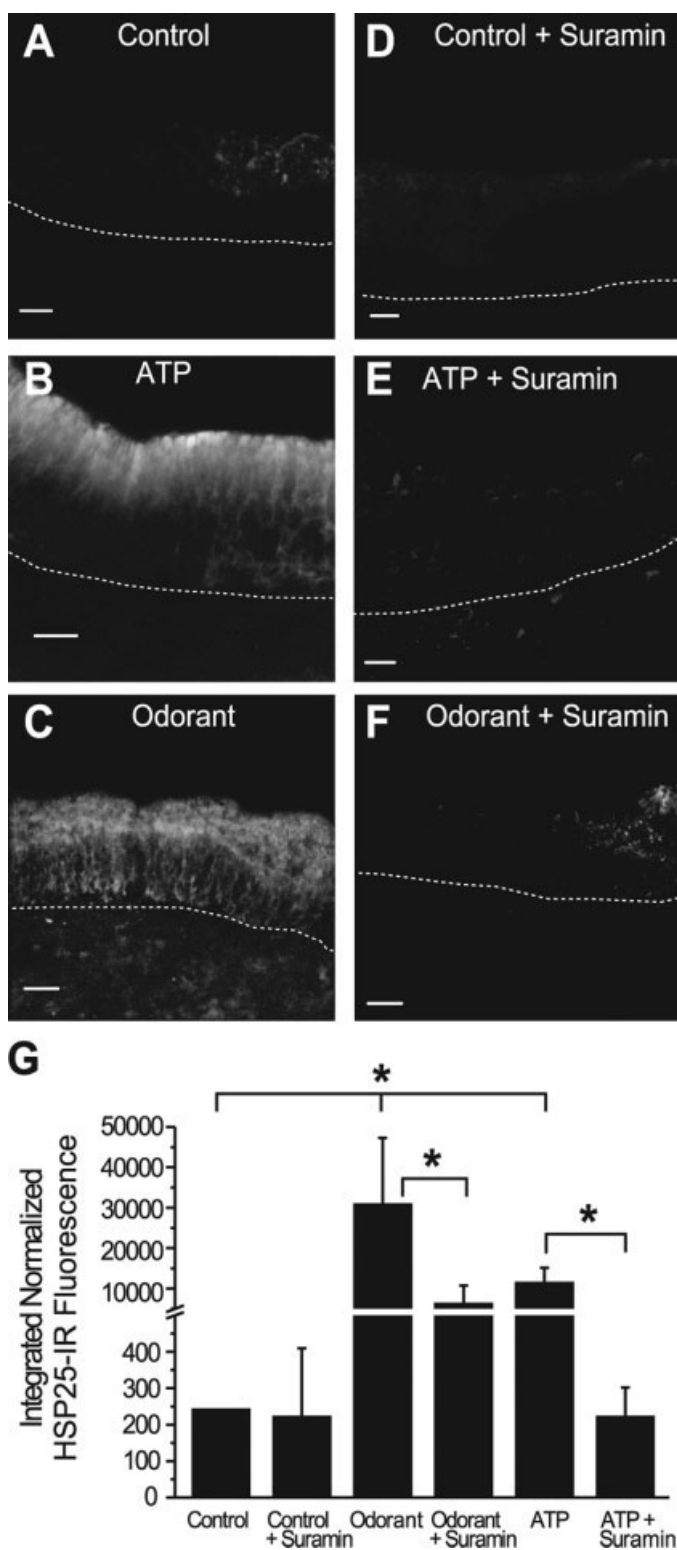 A Control
D Control + Suramin
B ATP
E ATP + Suramin
C Odorant
F Odorant + Suramin
G
*
*
*
Integrated Normalized
HSP25-IR Fluorescence
50000
40000
30000
20000
10000
400
300
200
100
0
Control
Control
+ Suramin
Odorant
Odorant
+ Suramin
ATP
ATP +
Suramin